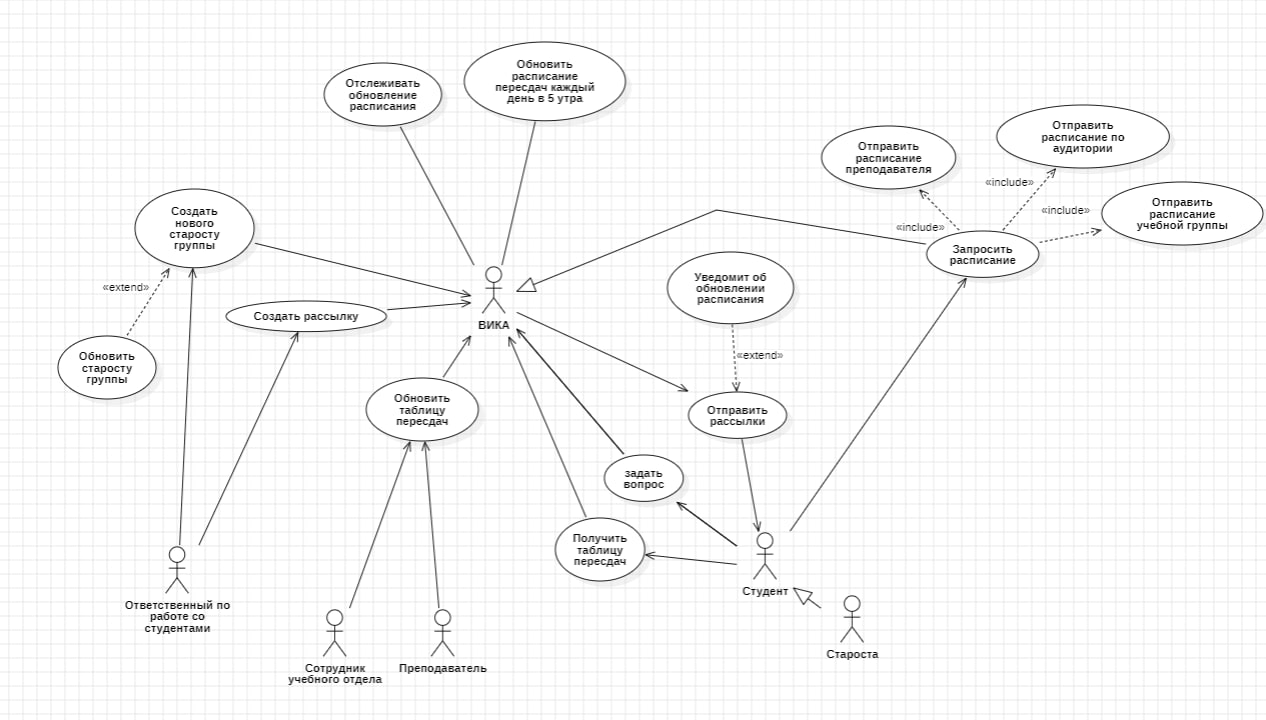 Обновить
расписание
пересдач каждый
день в 5 утра
Отслеживать
обновление
расписания
Отправить
расписание по
аудитории
Отправить
расписание
преподавателя
«include»
Отправить
расписание
учебной группы
«include»
«include»
Создать
нового
старосту
группы
Запросить
расписание
«extend»
Уведомит об
обновлении
расписания
Создать рассылку
ВИКА
Обновить
старосту
группы
«extend»
Обновить
таблицу
пересдач
Отправить
рассылки
задать
вопрос
Получить
таблицу
пересдач
Студент
Ответственный по
работе со
студентами
Староста
Сотрудник
учебного отдела
Преподаватель